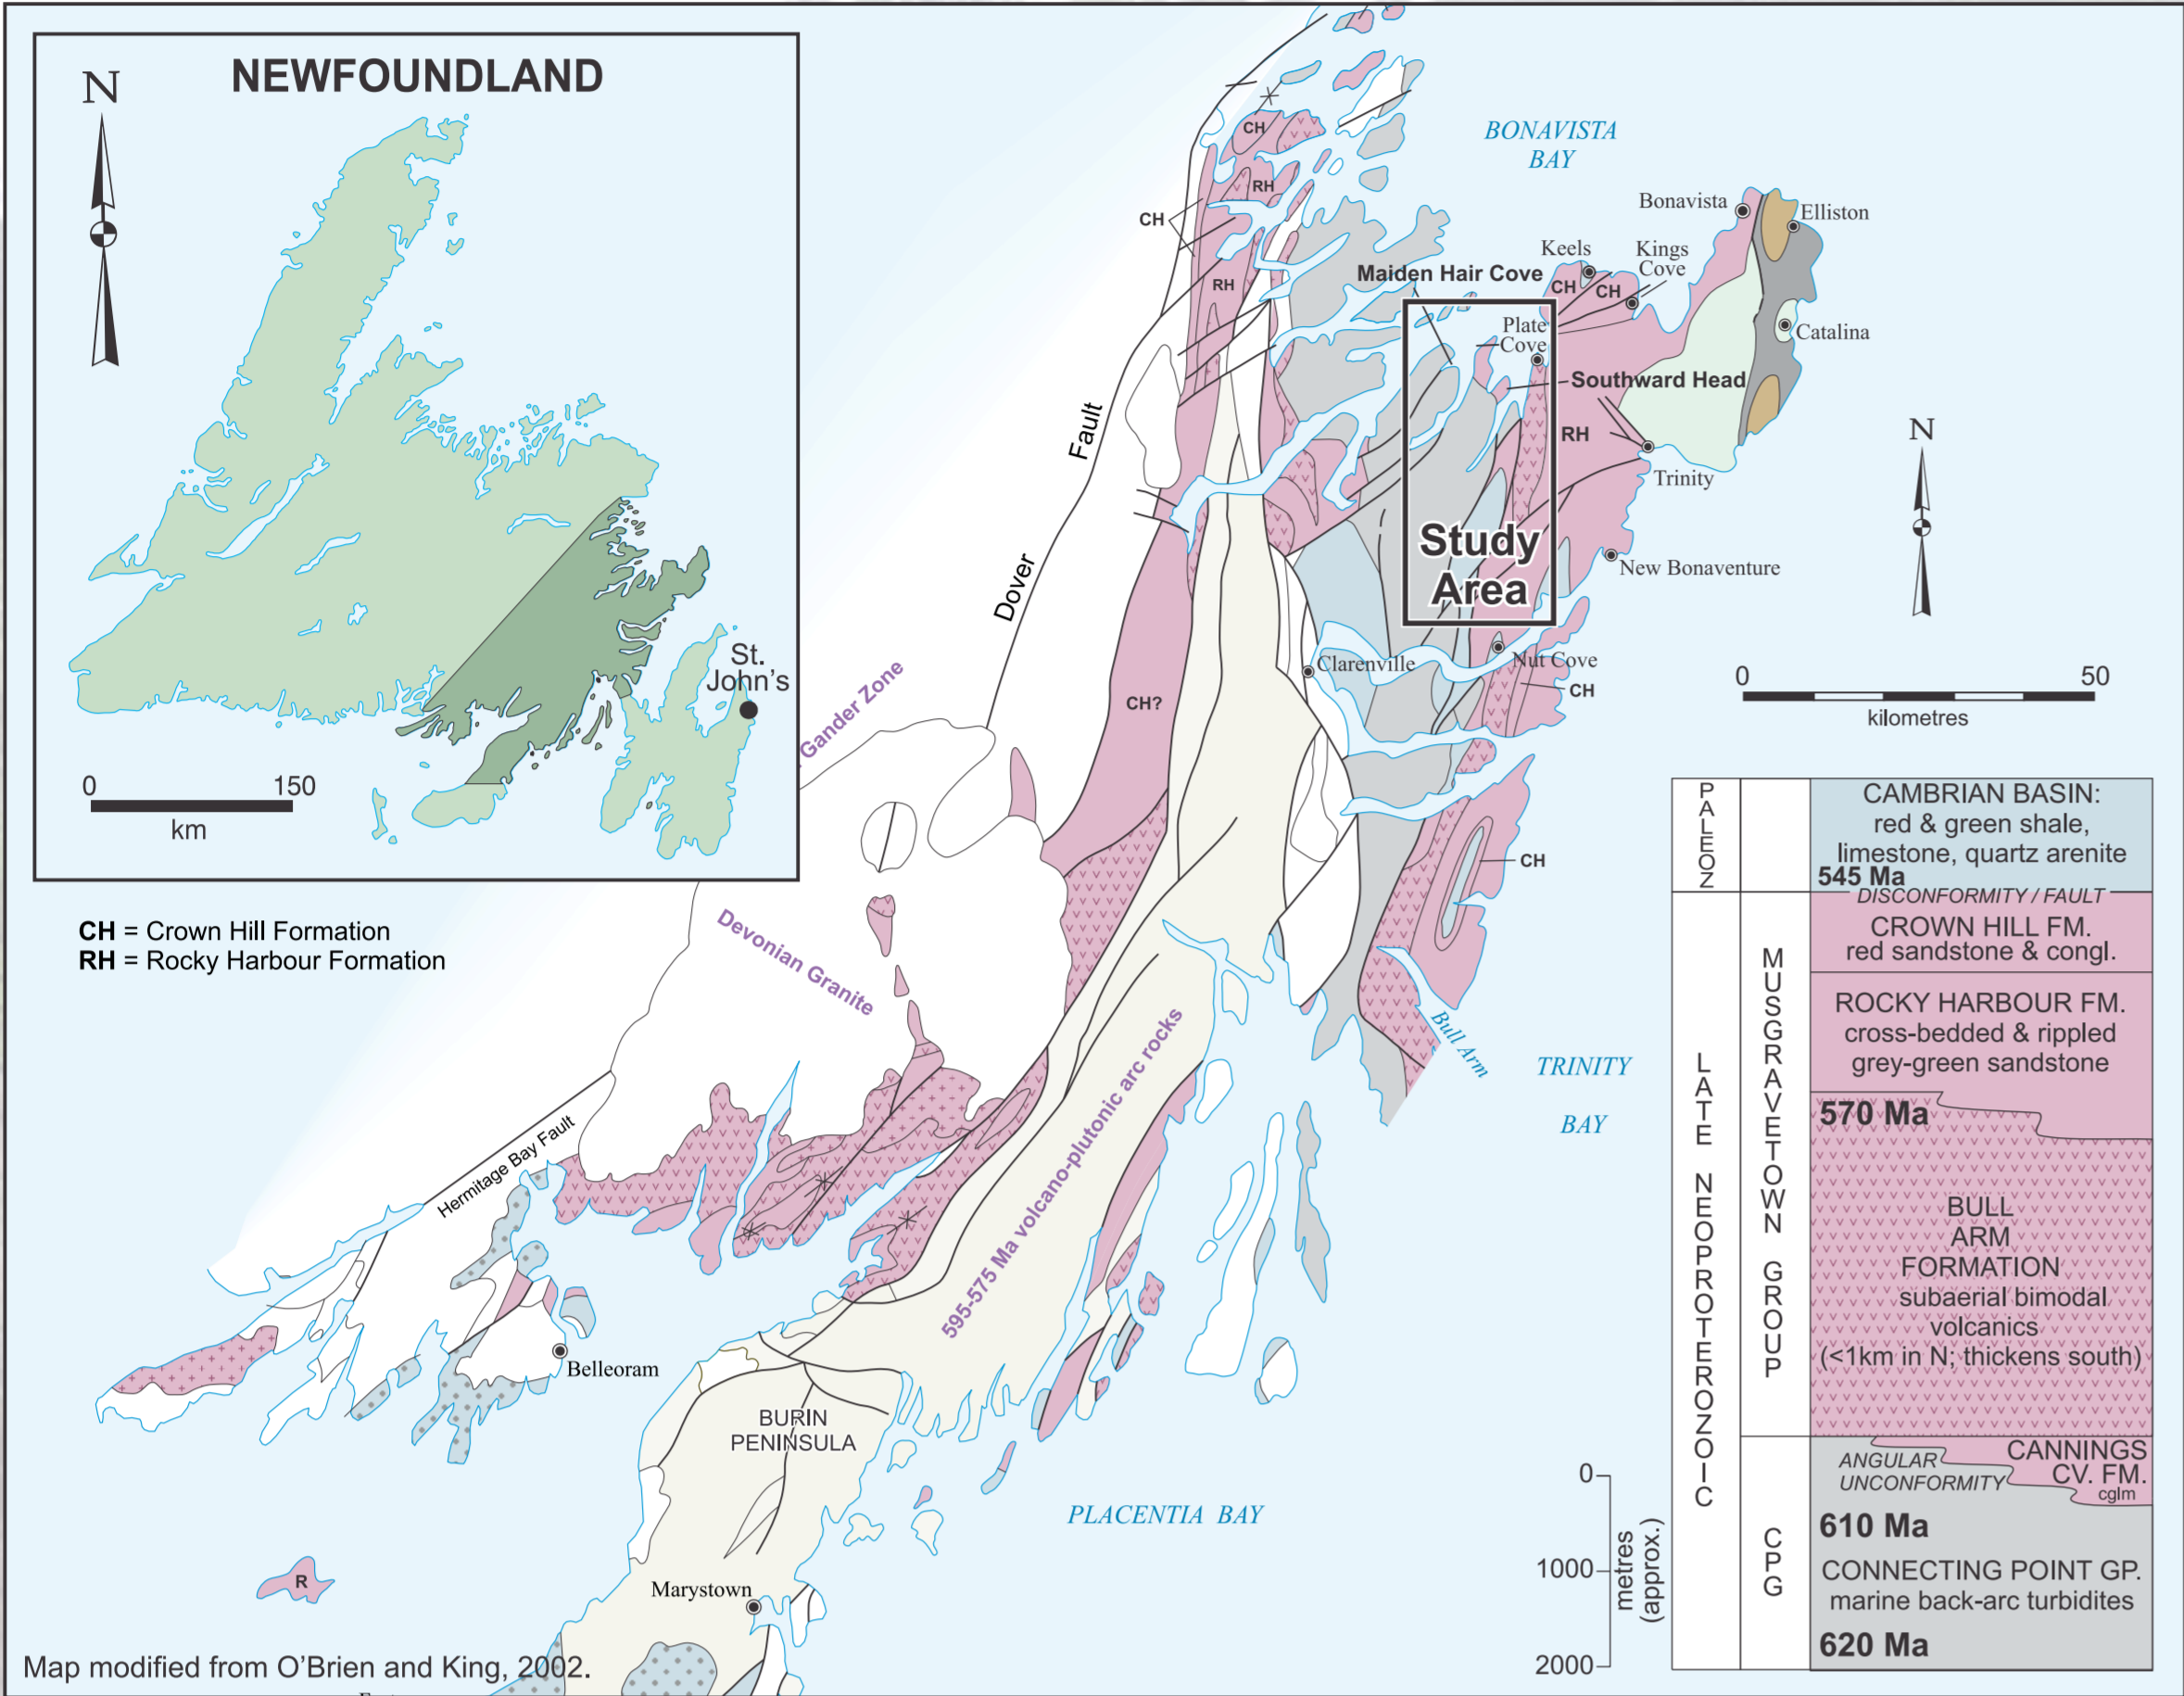 NEWFOUNDLAND
N
St.
John's
0 150
km
CH = Crown Hill Formation
RH = Rocky Harbour Formation
BONAVISTA
BAY
CH
RH
CH
RH
Maiden Hair Cove
Bonavista
Elliston
Keels
Kings
Cove
CH
CH
Plate
Cove
Catalina
Southward Head
RH
Trinity
Study
Area
New Bonaventure
Clarenville
Nut Cove
CH
CH
N
0 50
kilometres
Dover
Fault
Gander Zone
CH?
Devonian Granite
Bull Arm
TRINITY
BAY
595-575 Ma volcano-plutonic arc rocks
Hermitage Bay Fault
Belleoram
BURIN
PENINSULA
PLACENTIA BAY
R
Marystown
Map modified from O'Brien and King, 2002.
0
1000
2000
metres
(approx.)
PALEOZ
LATE NEOPROTEROZOIC
MUSGRAVETOWN GROUP
CPG
CAMBRIAN BASIN:
red & green shale,
limestone, quartz arenite
545 Ma
DISCONFORMITY / FAULT
CROWN HILL FM.
red sandstone & congl.
ROCKY HARBOUR FM.
cross-bedded & rippled
grey-green sandstone
570 Ma
BULL
ARM
FORMATION
subaerial bimodal
volcanics
(<1km in N; thickens south)
ANGULAR
UNCONFORMITY
CANNINGS
CV. FM.
cglm
610 Ma
CONNECTING POINT GP.
marine back-arc turbidites
620 Ma